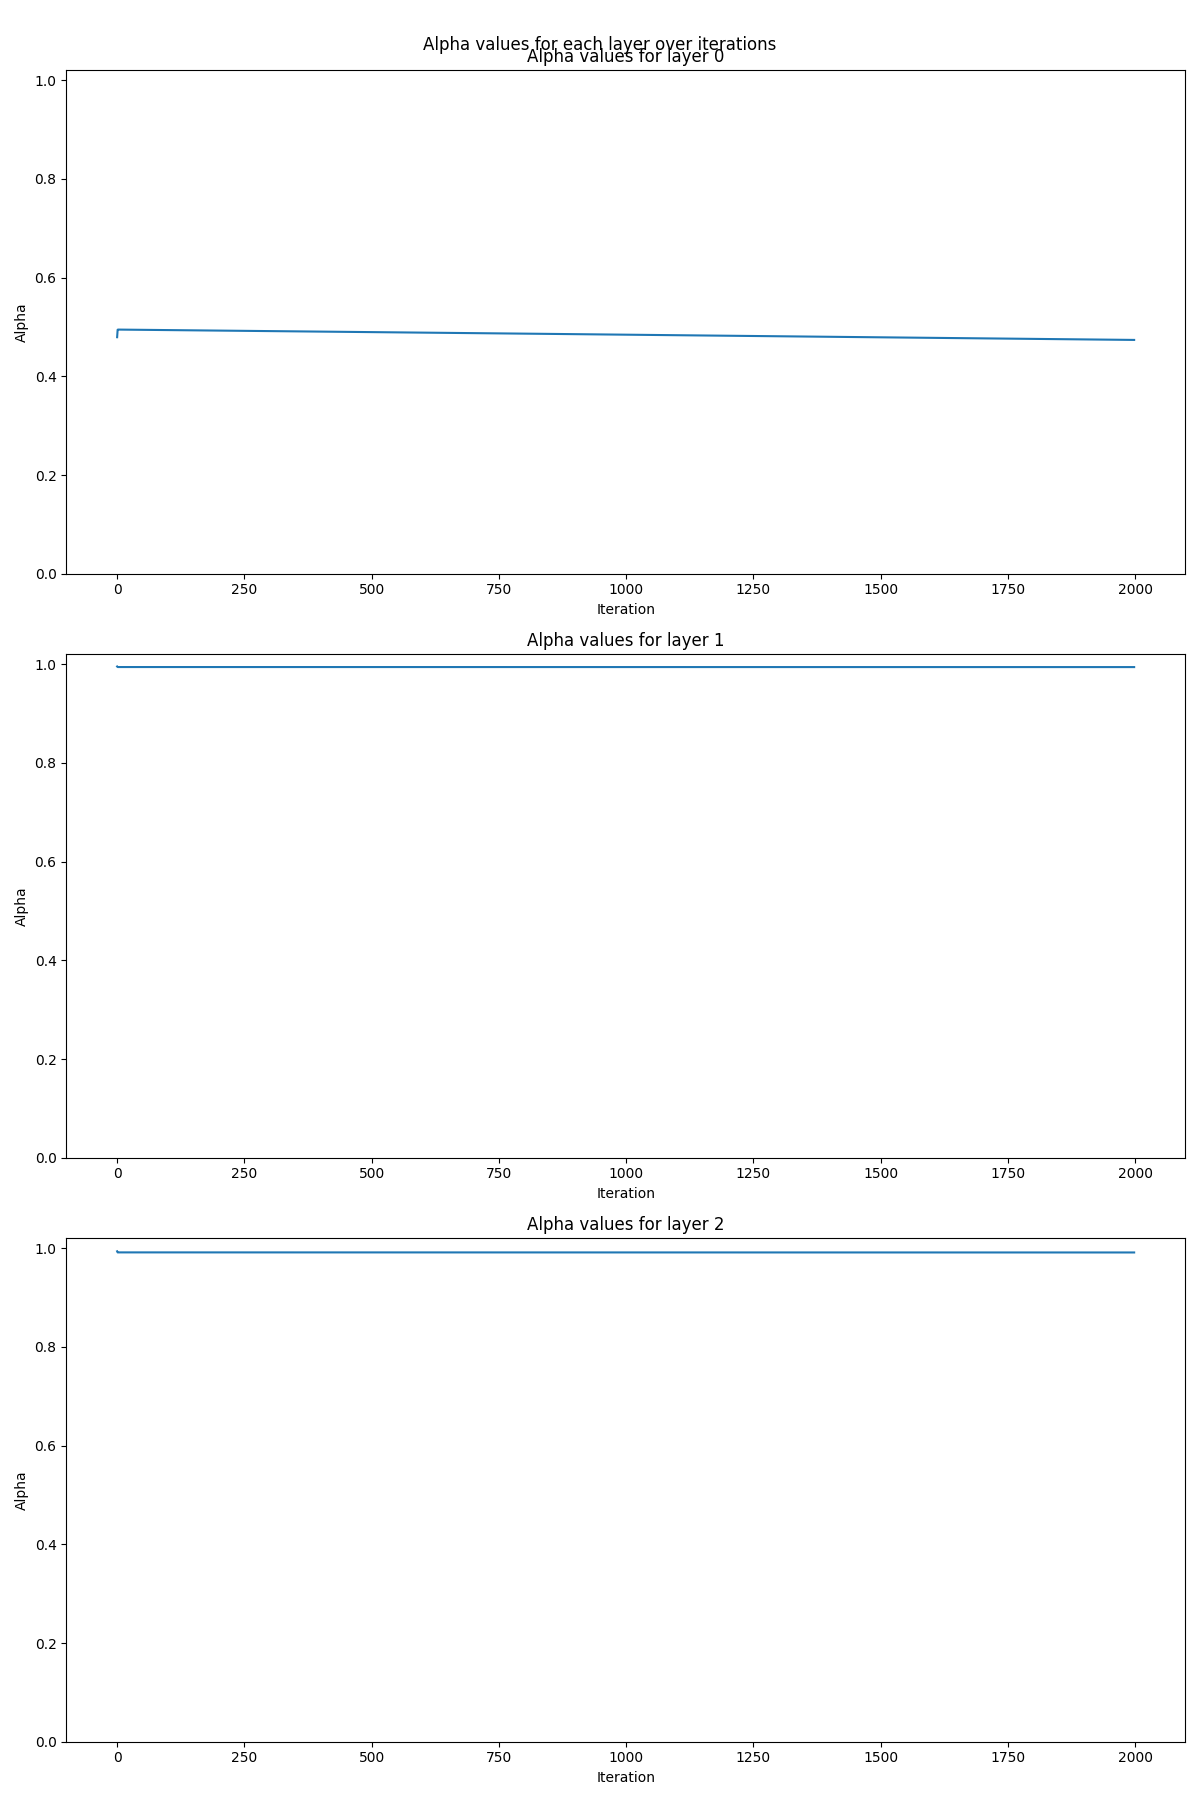 Alpha values for each layer over iterations
Alpha values for layer 0
1.0
0.8
0.6
0.4
0.2
0.0
Alpha
0 250 500 750 1000 1250 1500 1750 2000
Iteration
Alpha values for layer 1
1.0
0.8
0.6
0.4
0.2
0.0
Alpha
0 250 500 750 1000 1250 1500 1750 2000
Iteration
Alpha values for layer 2
1.0
0.8
0.6
0.4
0.2
0.0
Alpha
0 250 500 750 1000 1250 1500 1750 2000
Iteration